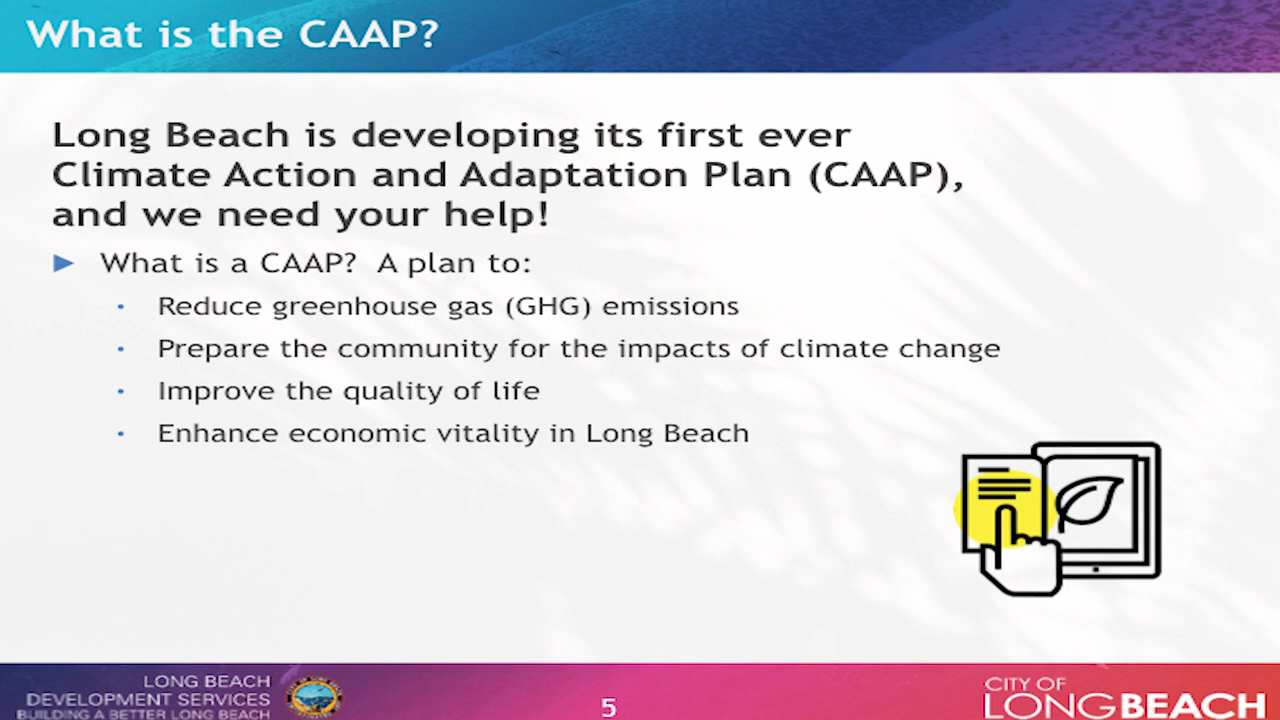 What is the CAAP?
Long Beach is developing its first ever
Climate Action and Adaptation Plan (CAAP),
and we need your help!
► What is a CAAP? A plan to:
· Reduce greenhouse gas (GHG) emissions
· Prepare the community for the impacts of climate change
· Improve the quality of life
· Enhance economic vitality in Long Beach
LONG BEACH
DEVELOPMENT SERVICES
BUILDING A BETTER LONG BEACH
5
CITY OF
LONGBEACH